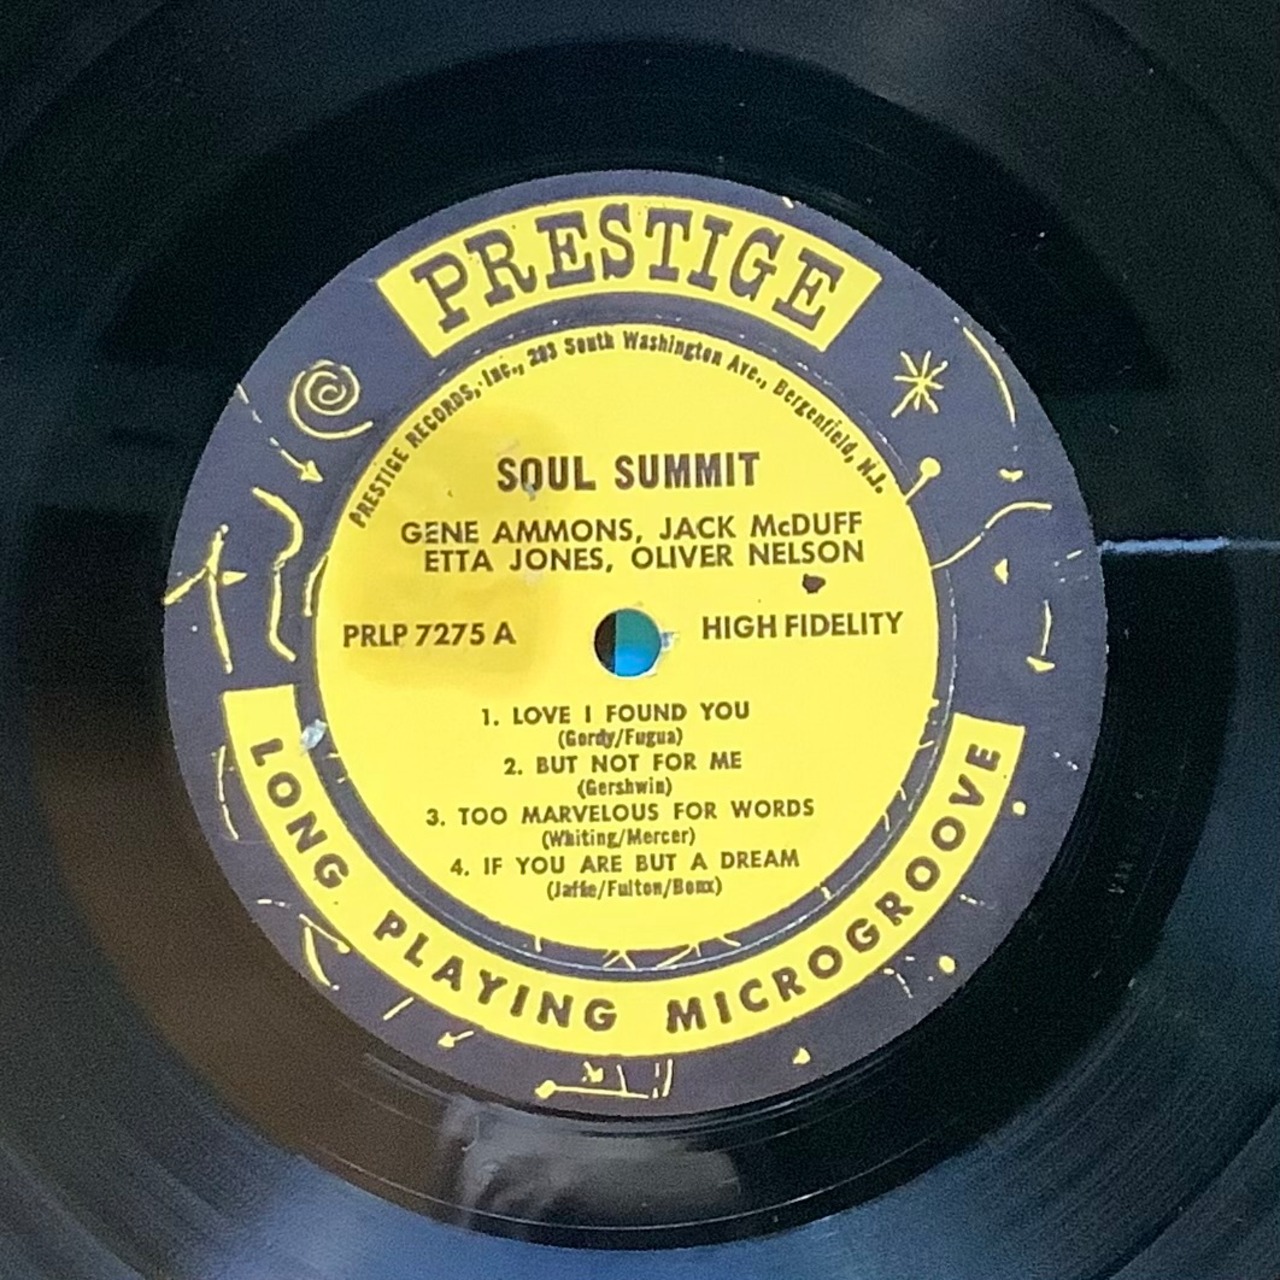 PRESTIGE
PRESTIGE RECORDS, Inc., 203 South Washington Ave., Bergenfield, N.J.
SOUL SUMMIT
GENE AMMONS, JACK McDUFF
ETTA JONES, OLIVER NELSON
PRLP 7275 A
HIGH FIDELITY
1. LOVE I FOUND YOU
(Gordy/Fugua)
2. BUT NOT FOR ME
(Gershwin)
3. TOO MARVELOUS FOR WORDS
(Whiting/Mercer)
4. IF YOU ARE BUT A DREAM
(Jaffe/Fulton/Bonx)
LONG PLAYING MICROGROOVE